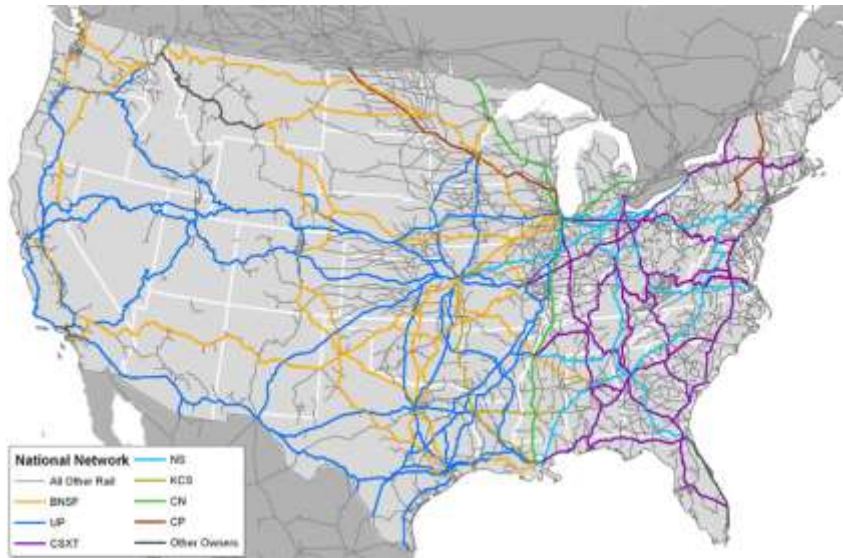 National Network
All Other Rail
BNSF
UP
CSXT
NS
KCS
CN
CP
Other Owners